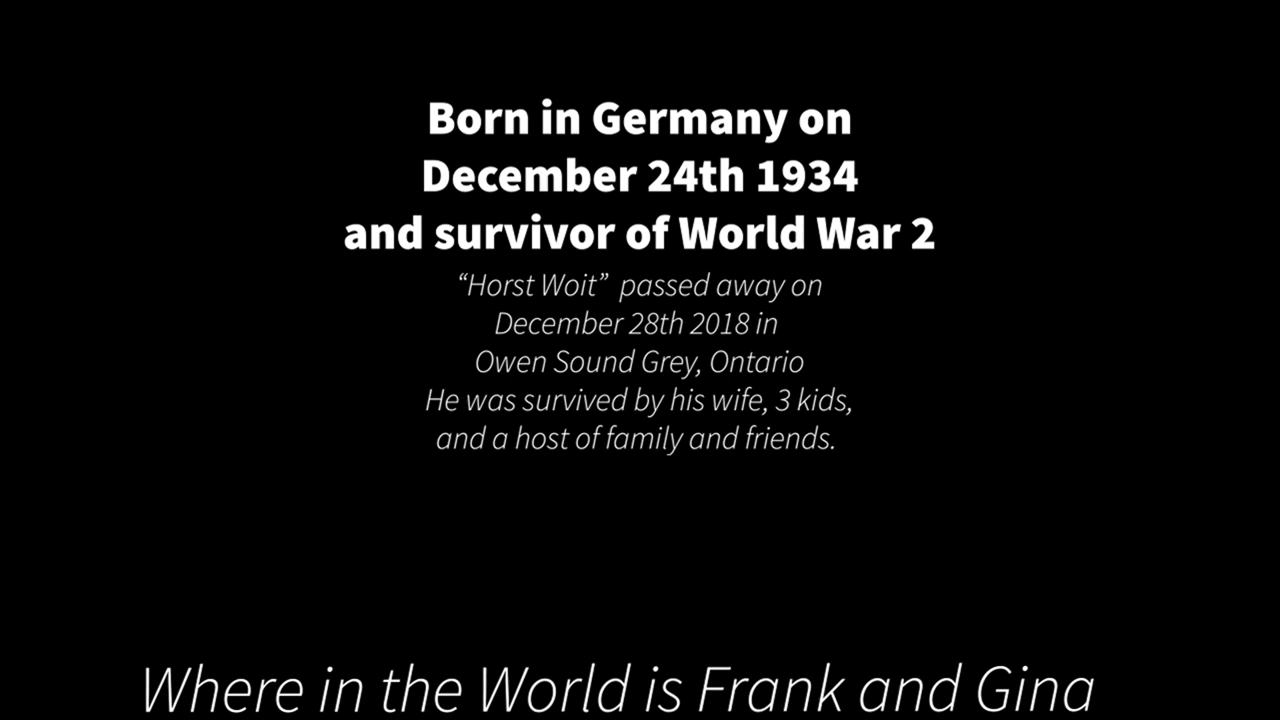 Born in Germany on
December 24th 1934
and survivor of World War 2
“Horst Woit”  passed away on
December 28th 2018 in
Owen Sound Grey, Ontario
He was survived by his wife, 3 kids,
and a host of family and friends.
Where in the World is Frank and Gina